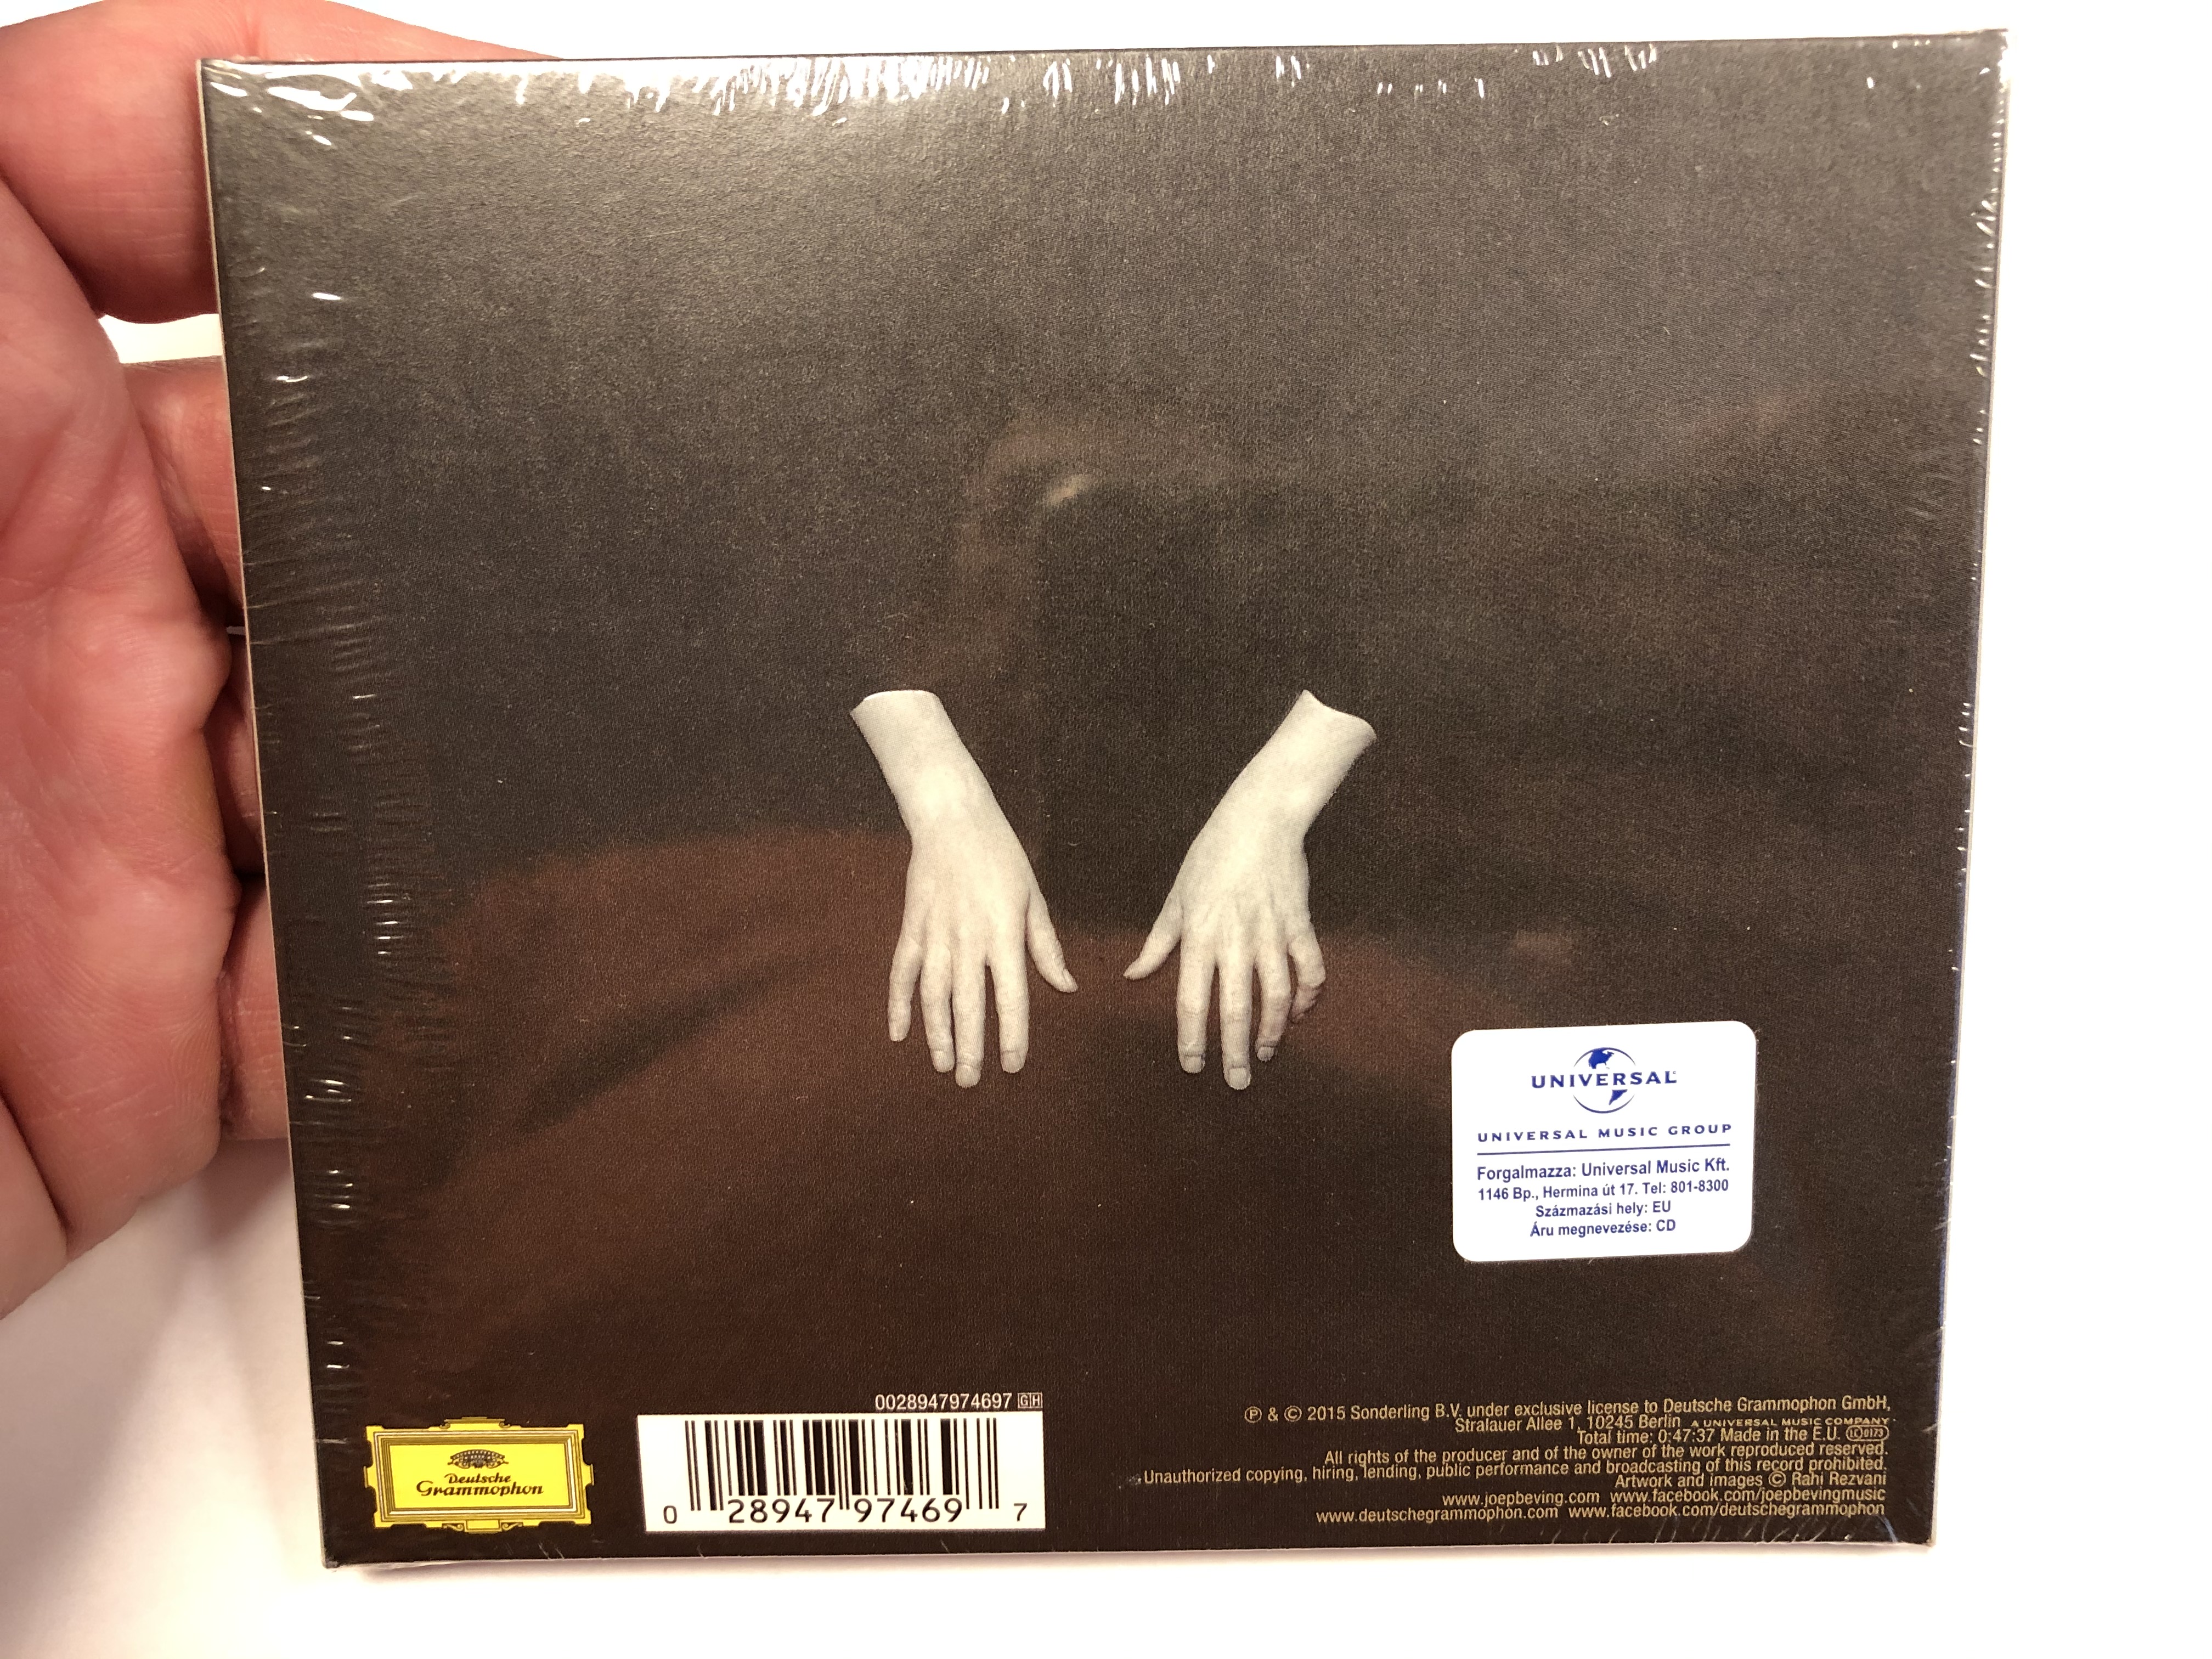 UNIVERSAL
UNIVERSAL MUSIC GROUP
Forgalmazza: Universal Music Kft.
1146 Bp., Hermina út 17. Tel: 801-8300
Származási hely: EU
Áru megnevezése: CD
0028947974697 GH
Deutsche
Grammophon
0 28947 97469 7
℗ & © 2015 Sonderling B.V. under exclusive license to Deutsche Grammophon GmbH,
Stralauer Allee 1, 10245 Berlin A UNIVERSAL MUSIC COMPANY
Total time: 0:47:37 Made in the E.U. LC 0173
All rights of the producer and of the owner of the work reproduced reserved.
Unauthorized copying, hiring, lending, public performance and broadcasting of this record prohibited.
Artwork and images © Rahi Rezvani
www.joepbeving.com www.facebook.com/joepbevingmusic
www.deutschegrammophon.com www.facebook.com/deutschegrammophon